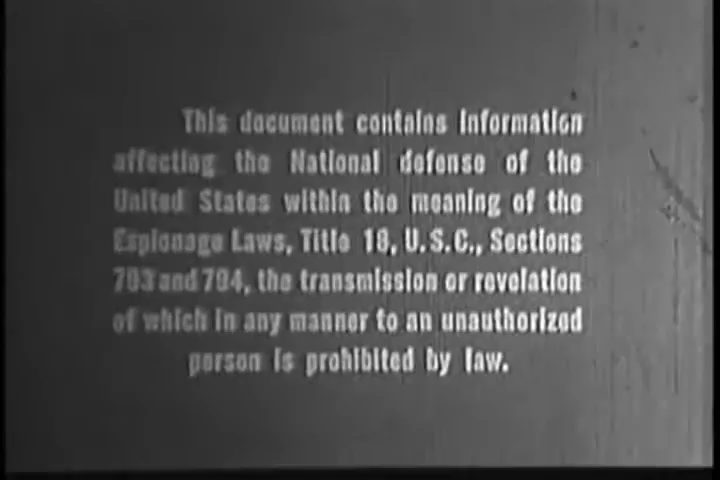 This document contains information
affecting the National defense of the
United States within the meaning of the
Espionage Laws, Title 18, U.S.C., Sections
793 and 794, the transmission or revelation
of which in any manner to an unauthorized
person is prohibited by law.